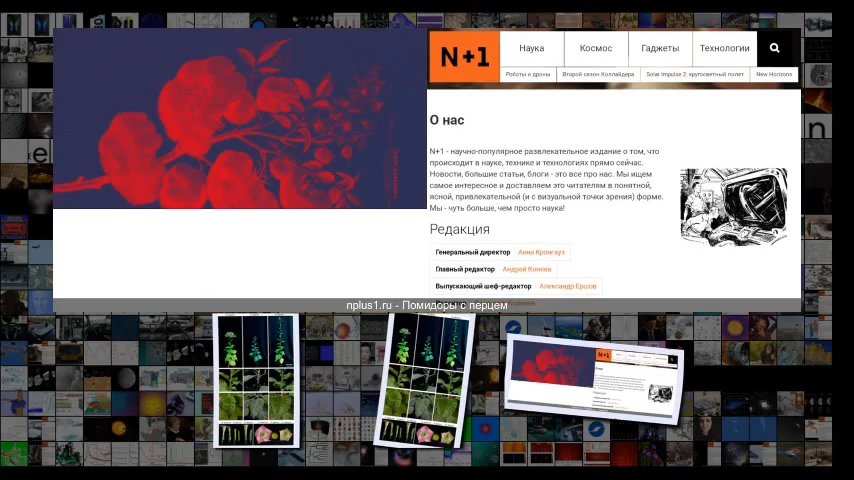 N+1
Наука
Космос
Гаджеты
Технологии
Роботы и дроны
Второй сезон Коллайдера
Solar Impulse 2: кругосветный полет
New Horizons
О нас
N+1 - научно-популярное развлекательное издание о том, что
происходит в науке, технике и технологиях прямо сейчас.
Новости, большие статьи, блоги - это все про нас. Мы ищем
самое интересное и доставляем это читателям в понятной,
ясной, привлекательной (и с визуальной точки зрения) форме.
Мы - чуть больше, чем просто наука!
Редакция
Генеральный директор Анна Кронгауз
Главный редактор Андрей Коняев
Выпускающий шеф-редактор Александр Ершов
nplus1.ru - Помидоры с перцем